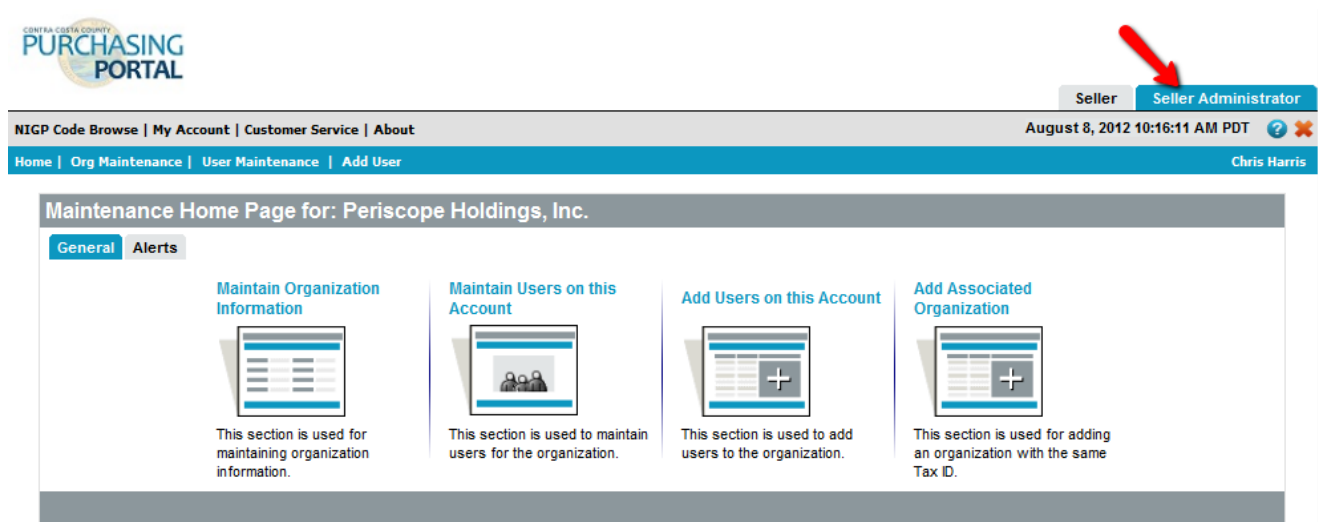 CONTRA COSTA COUNTY
PURCHASING
PORTAL
Seller
Seller Administrator
NIGP Code Browse | My Account | Customer Service | About
August 8, 2012 10:16:11 AM PDT
Home | Org Maintenance | User Maintenance | Add User
Chris Harris
Maintenance Home Page for: Periscope Holdings, Inc.
General
Alerts
Maintain Organization
Information
This section is used for
maintaining organization
information.
Maintain Users on this
Account
This section is used to maintain
users for the organization.
Add Users on this Account
This section is used to add
users to the organization.
Add Associated
Organization
This section is used for adding
an organization with the same
Tax ID.